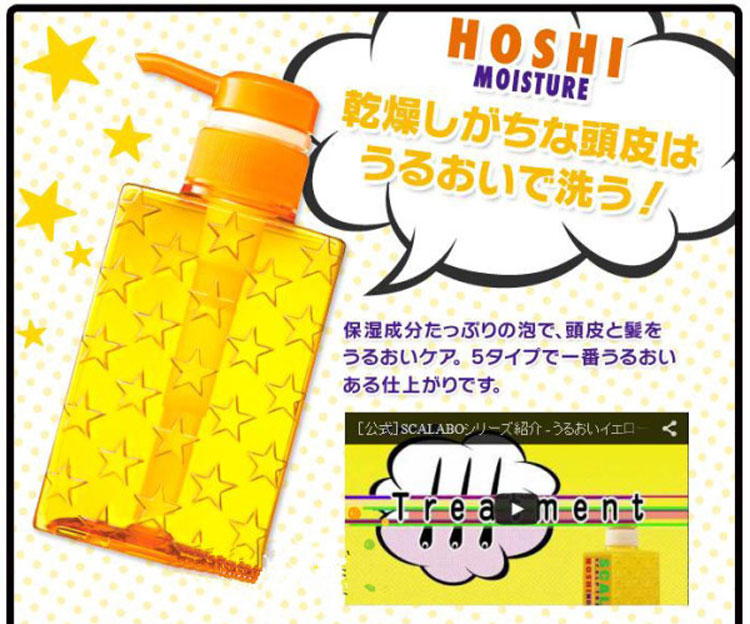 HOSHI
MOISTURE
乾燥しがちな頭皮は
うるおいで洗う!
保湿成分たっぷりの泡で、頭皮と髪を
うるおいケア。5タイプで一番うるおい
ある仕上がりです。
[公式]SCALABOシリーズ紹介 - うるおいイエロー
Treatment